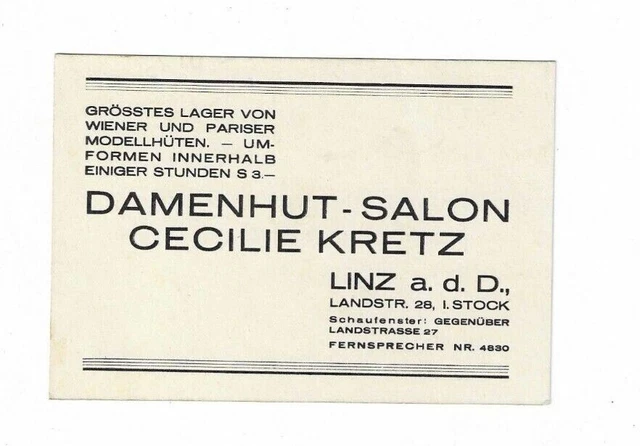 GRÖSSTES LAGER VON
WIENER UND PARISER
MODELLHÜTEN. — UM-
FORMEN INNERHALB
EINIGER STUNDEN S 3.—
DAMENHUT - SALON
CECILIE KRETZ
LINZ a. d. D.,
LANDSTR. 28, I. STOCK
Schaufenster: GEGENÜBER
LANDSTRASSE 27
FERNSPRECHER NR. 4830